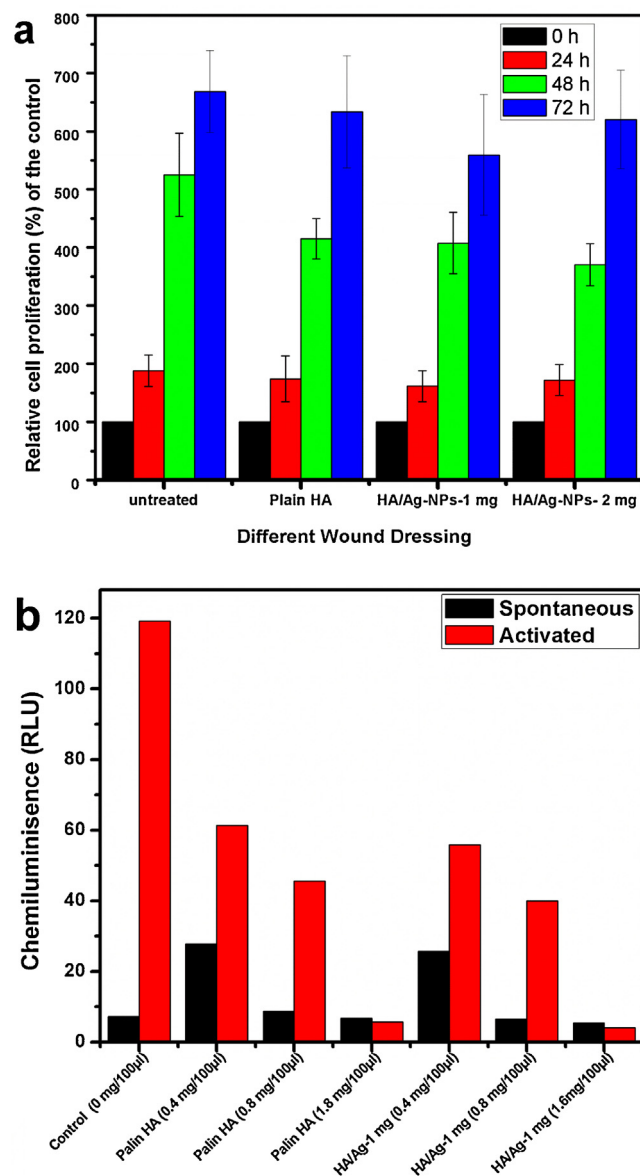 a
Relative cell proliferation (%) of the control
800
700
600
500
400
300
200
100
0
0 h
24 h
48 h
72 h
untreated
Plain HA
HA/Ag-NPs-1 mg
HA/Ag-NPs- 2 mg
Different Wound Dressing
b
Chemiluminisence (RLU)
120
100
80
60
40
20
0
Spontaneous
Activated
Control (0 mg/100µl)
Palin HA (0.4 mg/100µl)
Palin HA (0.8 mg/100µl)
Palin HA (1.8 mg/100µl)
HA/Ag-1 mg (0.4 mg/100µl)
HA/Ag-1 mg (0.8 mg/100µl)
HA/Ag-1 mg (1.6mg/100µl)